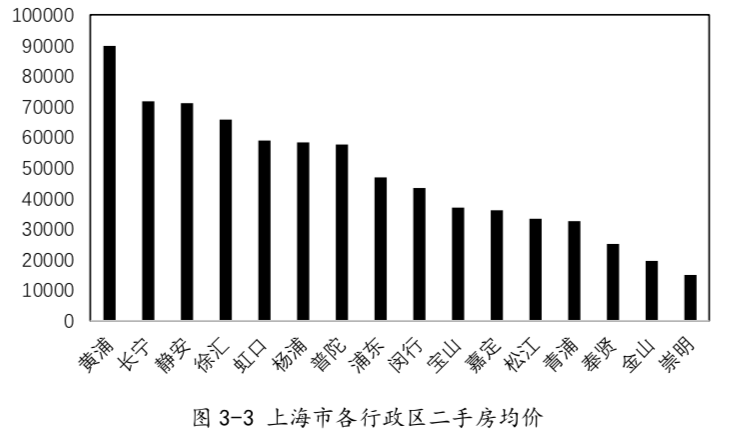 100000
90000
80000
70000
60000
50000
40000
30000
20000
10000
0
黄浦
长宁
静安
徐汇
虹口
杨浦
普陀
浦东
闵行
宝山
嘉定
松江
青浦
奉贤
金山
崇明
图 3-3 上海市各行政区二手房均价